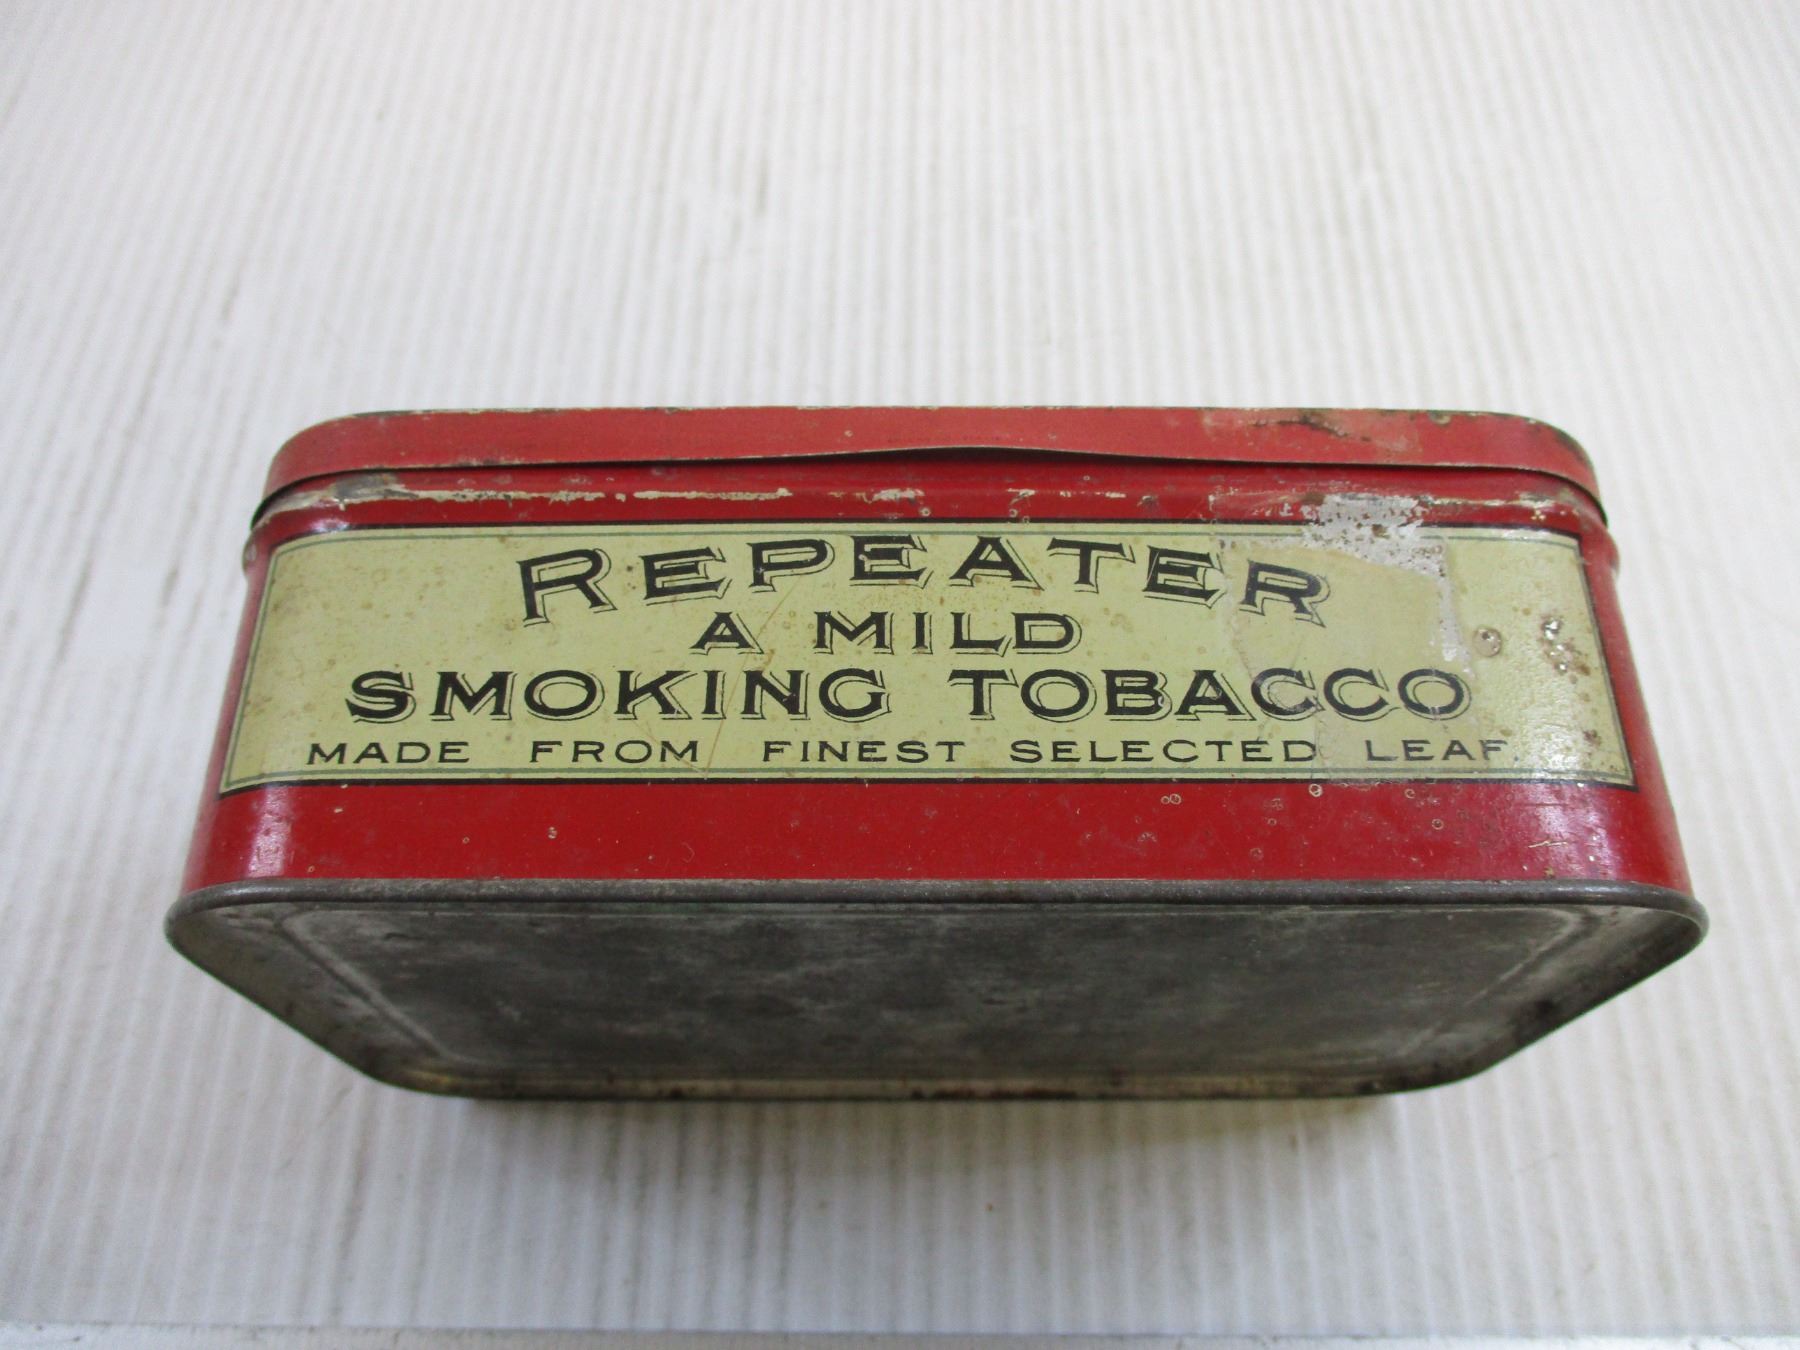 REPEATER
A MILD
SMOKING TOBACCO
MADE FROM FINEST SELECTED LEAF.